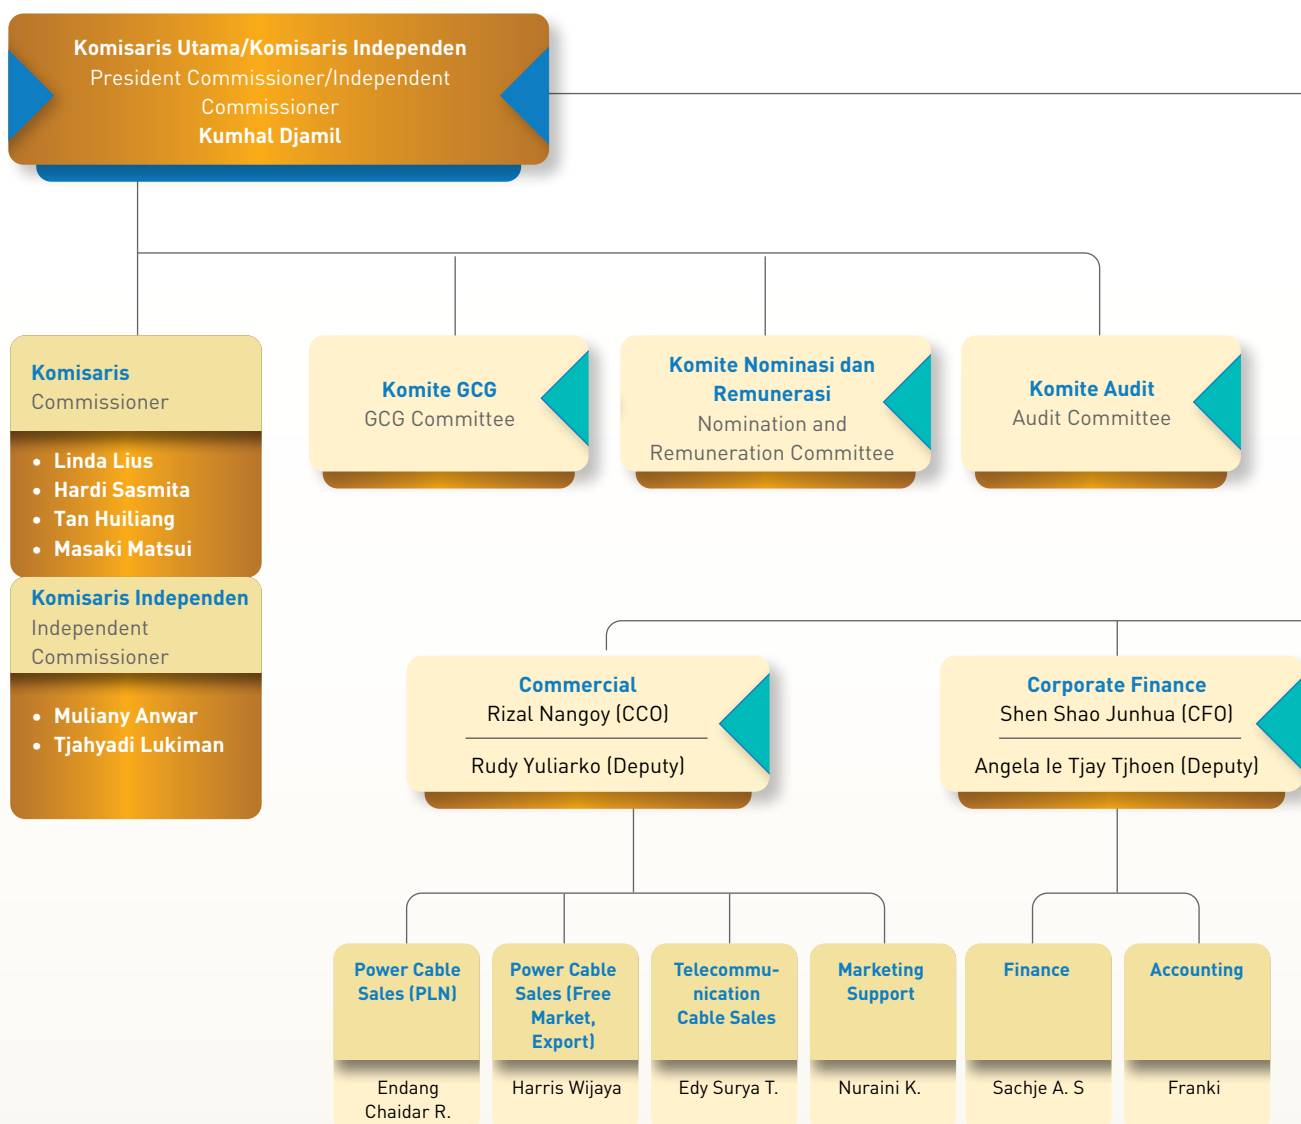 Komisaris Utama/Komisaris Independen
President Commissioner/Independent
Commissioner
Kumhal Djamil
Komisaris
Commissioner
• Linda Lius
• Hardi Sasmita
• Tan Huiliang
• Masaki Matsui
Komisaris Independen
Independent
Commissioner
• Muliany Anwar
• Tjahyadi Lukiman
Komite GCG
GCG Committee
Komite Nominasi dan
Remunerasi
Nomination and
Remuneration Committee
Komite Audit
Audit Committee
Commercial
Rizal Nangoy (CCO)
Rudy Yuliarko (Deputy)
Corporate Finance
Shen Shao Junhua (CFO)
Angela Ie Tjay Tjhoen (Deputy)
Power Cable
Sales (PLN)
Endang
Chaidar R.
Power Cable
Sales (Free
Market,
Export)
Harris Wijaya
Telecommu-
nication
Cable Sales
Edy Surya T.
Marketing
Support
Nuraini K.
Finance
Sachje A. S
Accounting
Franki